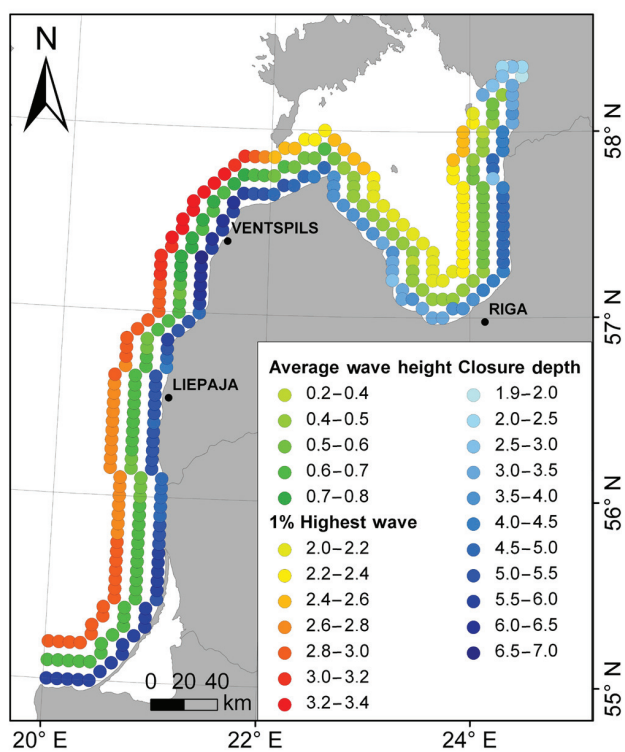 N
58° N
VENTSPILS
57° N
RIGA
LIEPAJA
Average wave height Closure depth
0.2–0.4 1.9–2.0
0.4–0.5 2.0–2.5
0.5–0.6 2.5–3.0
0.6–0.7 3.0–3.5
0.7–0.8 3.5–4.0
1% Highest wave 4.0–4.5
2.0–2.2 4.5–5.0
2.2–2.4 5.0–5.5
2.4–2.6 5.5–6.0
2.6–2.8 6.0–6.5
2.8–3.0 6.5–7.0
3.0–3.2
3.2–3.4
56° N
55° N
0 20 40
km
20° E 22° E 24° E